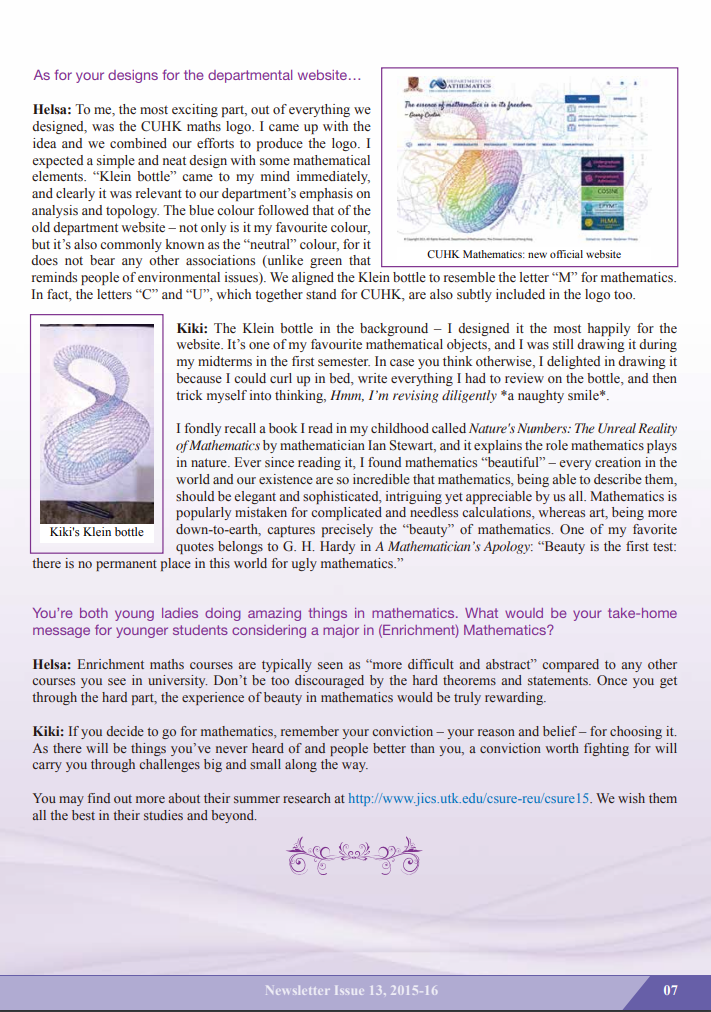 As for your designs for the departmental website…
Helsa: To me, the most exciting part, out of everything we
designed, was the CUHK maths logo. I came up with the
idea and we combined our efforts to produce the logo. I
expected a simple and neat design with some mathematical
elements. “Klein bottle” came to my mind immediately,
and clearly it was relevant to our department’s emphasis on
analysis and topology. The blue colour followed that of the
old department website – not only is it my favourite colour,
but it’s also commonly known as the “neutral” colour, for it
does not bear any other associations (unlike green that
reminds people of environmental issues). We aligned the Klein bottle to resemble the letter “M” for mathematics.
In fact, the letters “C” and “U”, which together stand for CUHK, are also subtly included in the logo too.
DEPARTMENT OF
MATHEMATICS
The essence of mathematics is in its freedom
- Georg Cantor
COSINE
EPYMT
CUHK Mathematics: new official website
Kiki: The Klein bottle in the background – I designed it the most happily for the
website. It’s one of my favourite mathematical objects, and I was still drawing it during
my midterms in the first semester. In case you think otherwise, I delighted in drawing it
because I could curl up in bed, write everything I had to review on the bottle, and then
trick myself into thinking, Hmm, I’m revising diligently *a naughty smile*.
Kiki's Klein bottle
I fondly recall a book I read in my childhood called Nature's Numbers: The Unreal Reality
of Mathematics by mathematician Ian Stewart, and it explains the role mathematics plays
in nature. Ever since reading it, I found mathematics “beautiful” – every creation in the
world and our existence are so incredible that mathematics, being able to describe them,
should be elegant and sophisticated, intriguing yet appreciable by us all. Mathematics is
popularly mistaken for complicated and needless calculations, whereas art, being more
down-to-earth, captures precisely the “beauty” of mathematics. One of my favorite
quotes belongs to G. H. Hardy in A Mathematician’s Apology: “Beauty is the first test:
there is no permanent place in this world for ugly mathematics.”
You’re both young ladies doing amazing things in mathematics. What would be your take-home
message for younger students considering a major in (Enrichment) Mathematics?
Helsa: Enrichment maths courses are typically seen as “more difficult and abstract” compared to any other
courses you see in university. Don’t be too discouraged by the hard theorems and statements. Once you get
through the hard part, the experience of beauty in mathematics would be truly rewarding.
Kiki: If you decide to go for mathematics, remember your conviction – your reason and belief – for choosing it.
As there will be things you’ve never heard of and people better than you, a conviction worth fighting for will
carry you through challenges big and small along the way.
You may find out more about their summer research at http://www.jics.utk.edu/csure-reu/csure15. We wish them
all the best in their studies and beyond.
Newsletter Issue 13, 2015-16
07